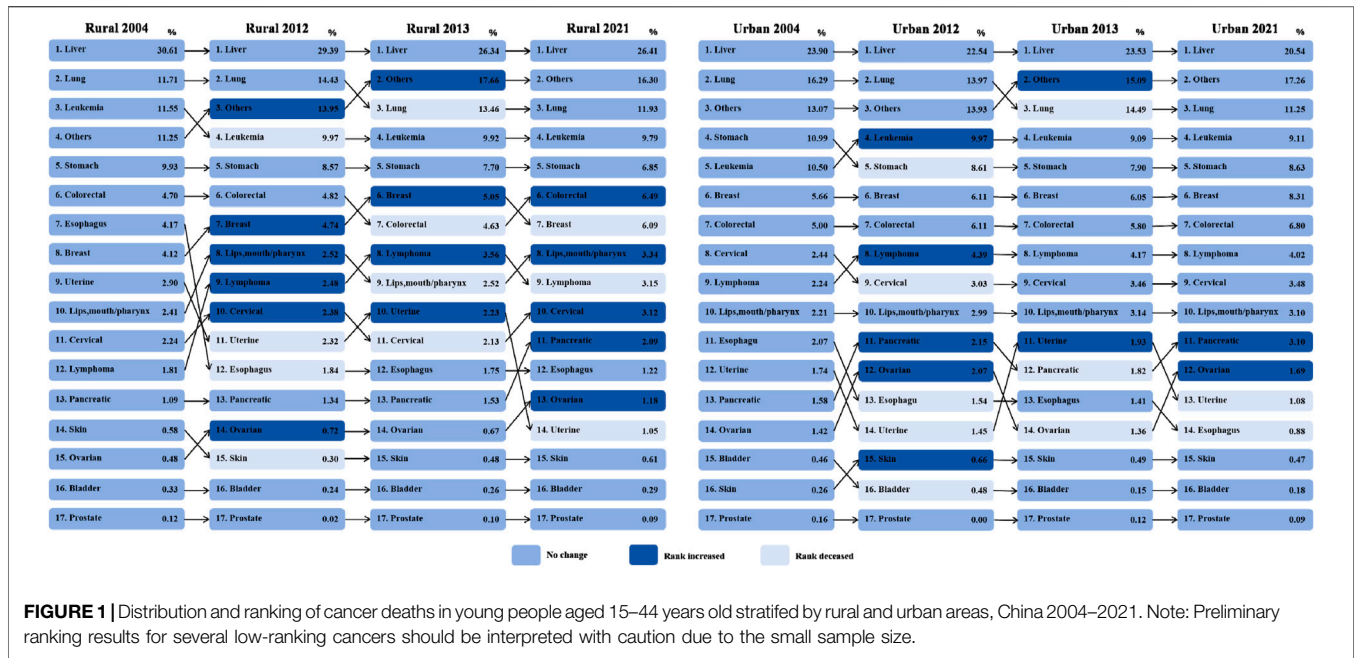 Rural 2004 % Rural 2012 % Rural 2013 % Rural 2021 % Urban 2004 % Urban 2012 % Urban 2013 % Urban 2021 %
1. Liver 30.61 1. Liver 29.39 1. Liver 26.34 1. Liver 26.41 1. Liver 23.90 1. Liver 22.54 1. Liver 23.53 1. Liver 20.54
2. Lung 11.71 2. Lung 14.43 2. Others 17.66 2. Others 16.30 2. Lung 16.29 2. Lung 13.97 2. Others 15.09 2. Others 17.26
3. Leukemia 11.55 3. Others 13.95 3. Lung 13.46 3. Lung 11.93 3. Others 13.07 3. Others 13.93 3. Lung 14.49 3. Lung 11.25
4. Others 11.25 4. Leukemia 9.97 4. Leukemia 9.92 4. Leukemia 9.79 4. Stomach 10.99 4. Leukemia 9.97 4. Leukemia 9.09 4. Leukemia 9.11
5. Stomach 9.93 5. Stomach 8.57 5. Stomach 7.70 5. Stomach 6.85 5. Leukemia 10.50 5. Stomach 8.61 5. Stomach 7.90 5. Stomach 8.63
6. Colorectal 4.70 6. Colorectal 4.82 6. Breast 5.05 6. Colorectal 6.49 6. Breast 5.66 6. Breast 6.11 6. Breast 6.05 6. Breast 8.31
7. Esophagus 4.17 7. Breast 4.74 7. Colorectal 4.63 7. Breast 6.09 7. Colorectal 5.00 7. Colorectal 6.11 7. Colorectal 5.80 7. Colorectal 6.80
8. Breast 4.12 8. Lips,mouth/pharynx 2.52 8. Lymphoma 3.56 8. Lips,mouth/pharynx 3.34 8. Cervical 2.44 8. Lymphoma 4.39 8. Lymphoma 4.17 8. Lymphoma 4.02
9. Uterine 2.90 9. Lymphoma 2.48 9. Lips,mouth/pharynx 2.52 9. Lymphoma 3.15 9. Lymphoma 2.24 9. Cervical 3.03 9. Cervical 3.46 9. Cervical 3.48
10. Lips,mouth/pharynx 2.41 10. Cervical 2.38 10. Uterine 2.23 10. Cervical 3.12 10. Lips,mouth/pharynx 2.21 10. Lips,mouth/pharynx 2.99 10. Lips,mouth/pharynx 3.14 10. Lips,mouth/pharynx 3.10
11. Cervical 2.24 11. Uterine 2.32 11. Cervical 2.13 11. Pancreatic 2.09 11. Esophagu 2.07 11. Pancreatic 2.15 11. Uterine 1.93 11. Pancreatic 3.10
12. Lymphoma 1.81 12. Esophagus 1.84 12. Esophagus 1.75 12. Esophagus 1.22 12. Uterine 1.74 12. Ovarian 2.07 12. Pancreatic 1.82 12. Ovarian 1.69
13. Pancreatic 1.09 13. Pancreatic 1.34 13. Pancreatic 1.53 13. Ovarian 1.18 13. Pancreatic 1.58 13. Esophagu 1.54 13. Esophagus 1.41 13. Uterine 1.08
14. Skin 0.58 14. Ovarian 0.72 14. Ovarian 0.67 14. Uterine 1.05 14. Ovarian 1.42 14. Uterine 1.45 14. Ovarian 1.36 14. Esophagus 0.88
15. Ovarian 0.48 15. Skin 0.30 15. Skin 0.48 15. Skin 0.61 15. Bladder 0.46 15. Skin 0.66 15. Skin 0.49 15. Skin 0.47
16. Bladder 0.33 16. Bladder 0.24 16. Bladder 0.26 16. Bladder 0.29 16. Skin 0.26 16. Bladder 0.48 16. Bladder 0.15 16. Bladder 0.18
17. Prostate 0.12 17. Prostate 0.02 17. Prostate 0.10 17. Prostate 0.09 17. Prostate 0.16 17. Prostate 0.00 17. Prostate 0.12 17. Prostate 0.09
No change Rank increased Rank deceased
FIGURE 1 | Distribution and ranking of cancer deaths in young people aged 15–44 years old stratifed by rural and urban areas, China 2004–2021. Note: Preliminary
ranking results for several low-ranking cancers should be interpreted with caution due to the small sample size.